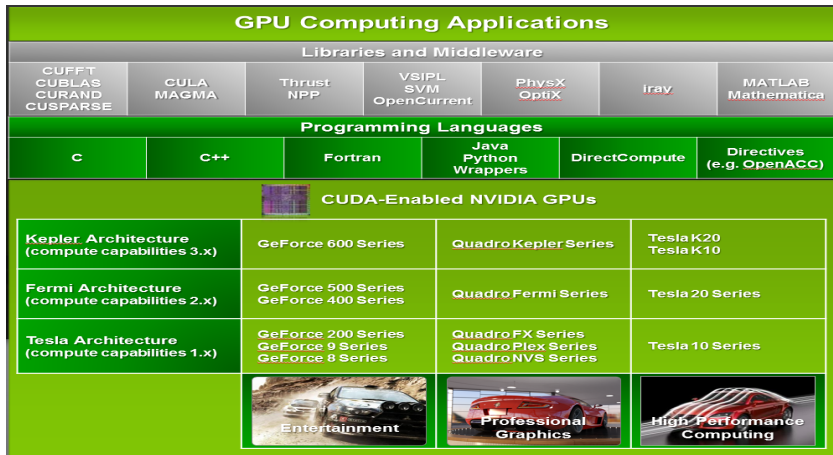 GPU Computing Applications
Libraries and Middleware
CUFFT
CUBLAS
CURAND
CUSPARSE
CULA
MAGMA
Thrust
NPP
VSIPL
SVM
OpenCurrent
PhysX
OptiX
iray
MATLAB
Mathematica
Programming Languages
C
C++
Fortran
Java
Python
Wrappers
DirectCompute
Directives
(e.g. OpenACC)
CUDA-Enabled NVIDIA GPUs
Kepler Architecture
(compute capabilities 3.x)
GeForce 600 Series
Quadro Kepler Series
Tesla K20
Tesla K10
Fermi Architecture
(compute capabilities 2.x)
GeForce 500 Series
GeForce 400 Series
Quadro Fermi Series
Tesla 20 Series
Tesla Architecture
(compute capabilities 1.x)
GeForce 200 Series
GeForce 9 Series
GeForce 8 Series
Quadro FX Series
Quadro Plex Series
Quadro NVS Series
Tesla 10 Series
Entertainment
Professional
Graphics
High Performance
Computing